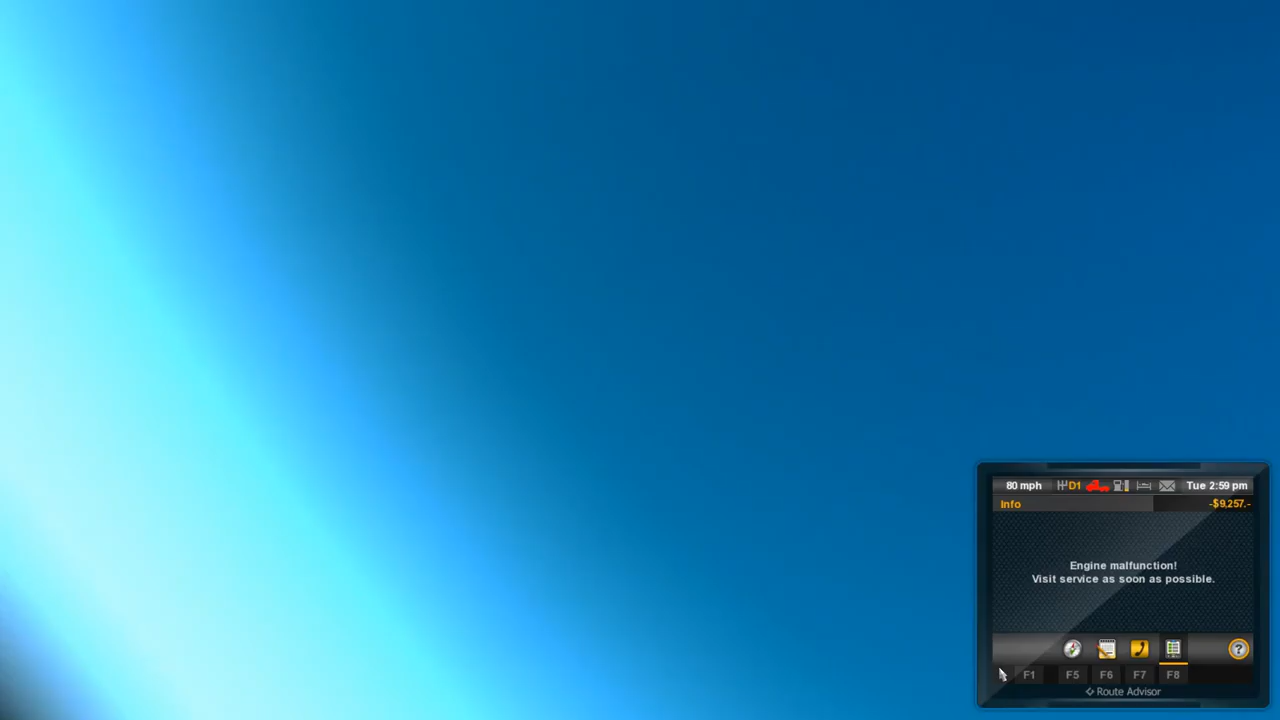 80 mph D1 Tue 2:59 pm
Info -$9,257.-
Engine malfunction!
Visit service as soon as possible.
?
F1 F5 F6 F7 F8
Route Advisor